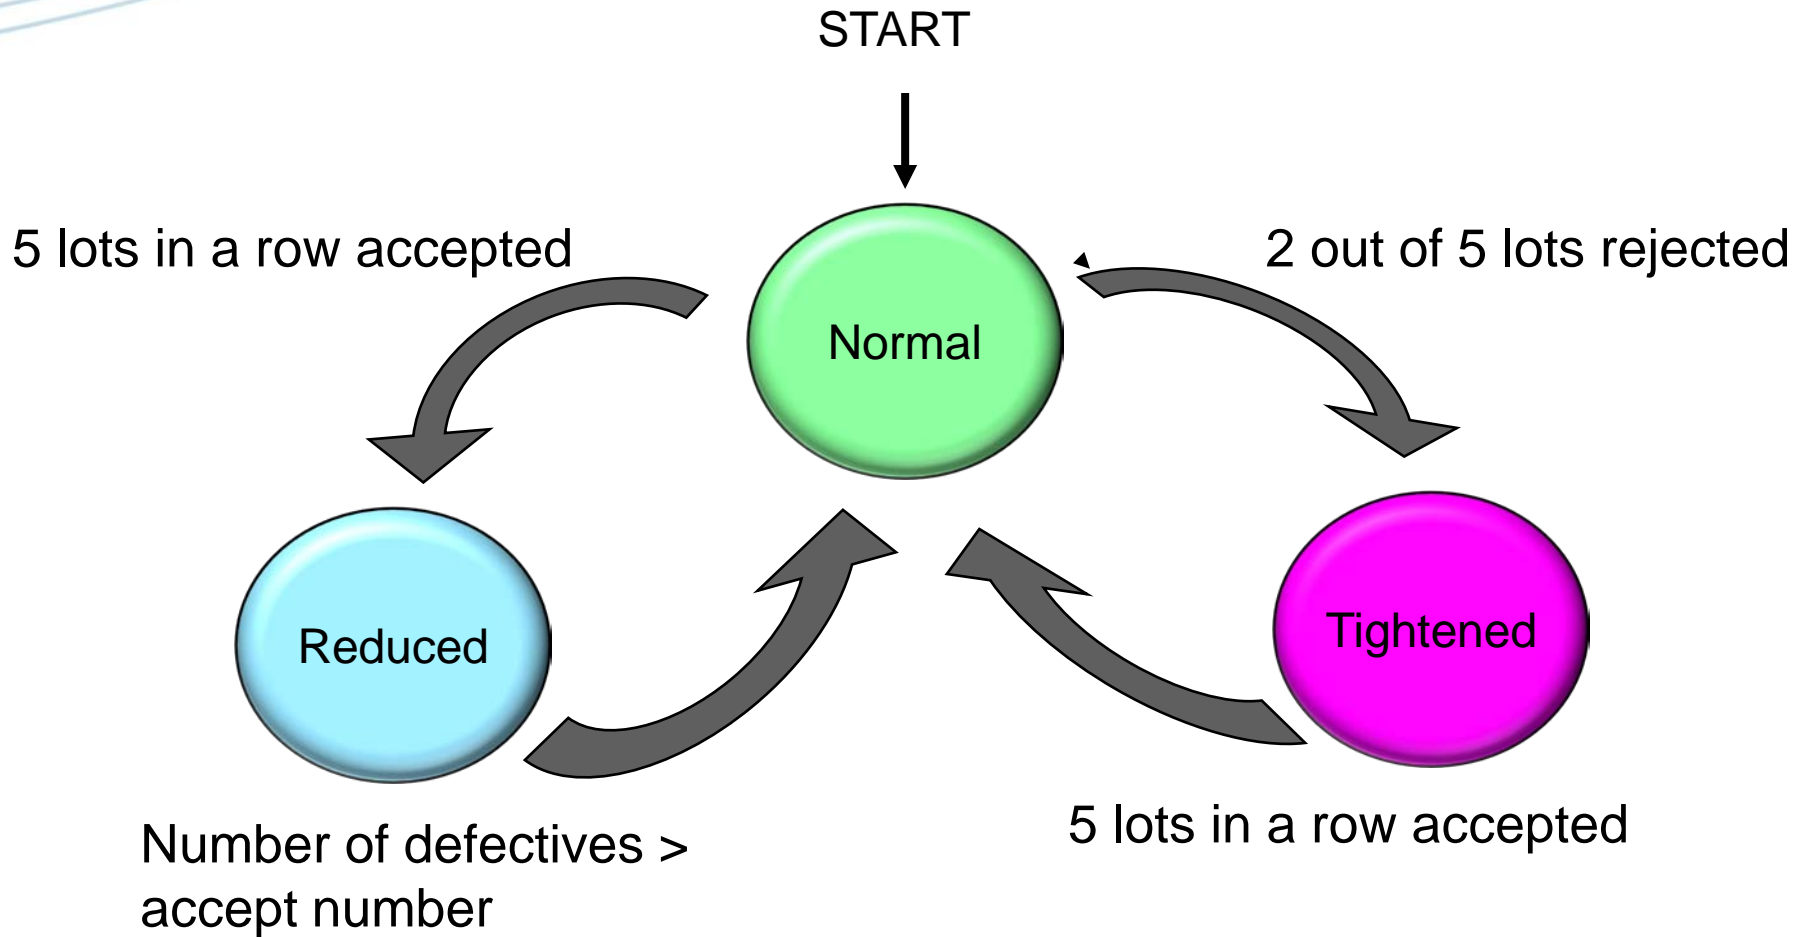 START
5 lots in a row accepted
2 out of 5 lots rejected
Normal
Reduced
Tightened
Number of defectives >
accept number
5 lots in a row accepted